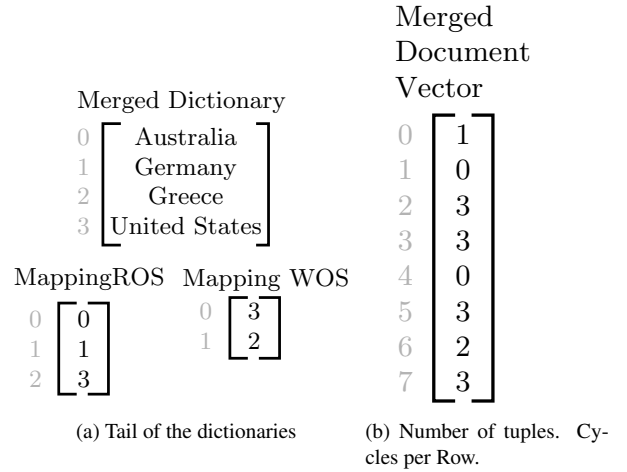 Merged Dictionary
0 Australia
1 Germany
2 Greece
3 United States
MappingROS
0 0
1 1
2 3
Mapping WOS
0 3
1 2
(a) Tail of the dictionaries
Merged
Document
Vector
0 1
1 0
2 3
3 3
4 0
5 3
6 2
7 3
(b) Number of tuples. Cy-
cles per Row.